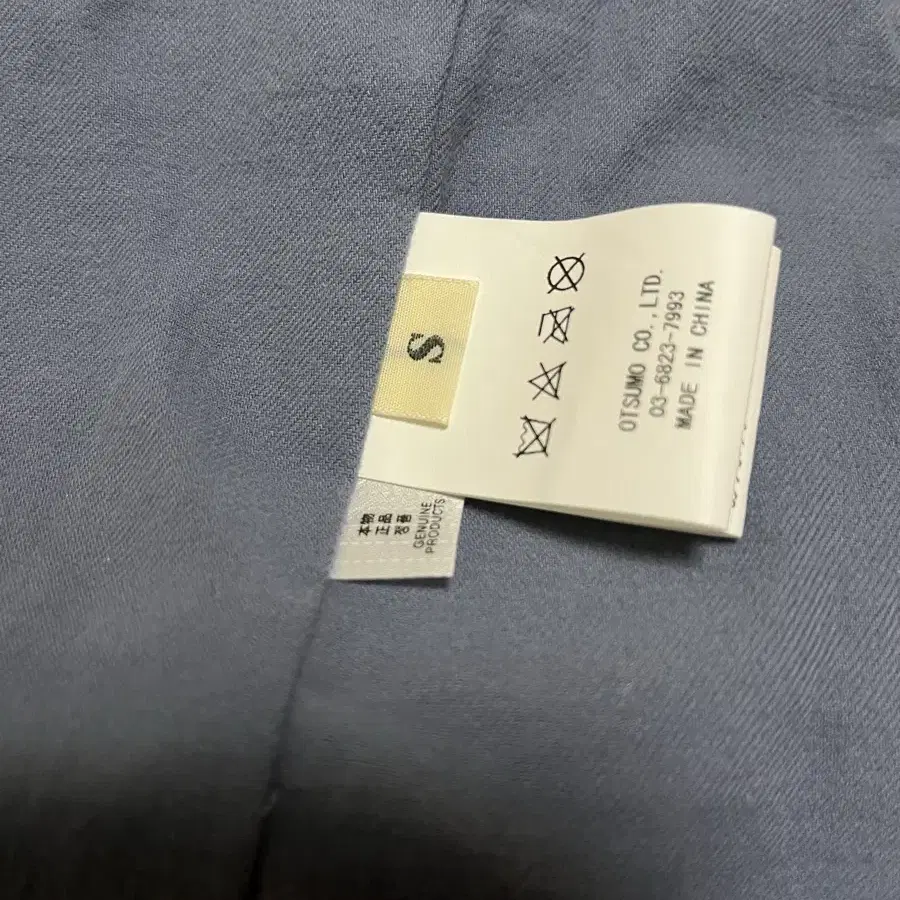 S
OTSUMO CO.,LTD.
03-6823-7993
MADE IN CHINA
本物
正品
정품
GENUINE
PRODUCTS